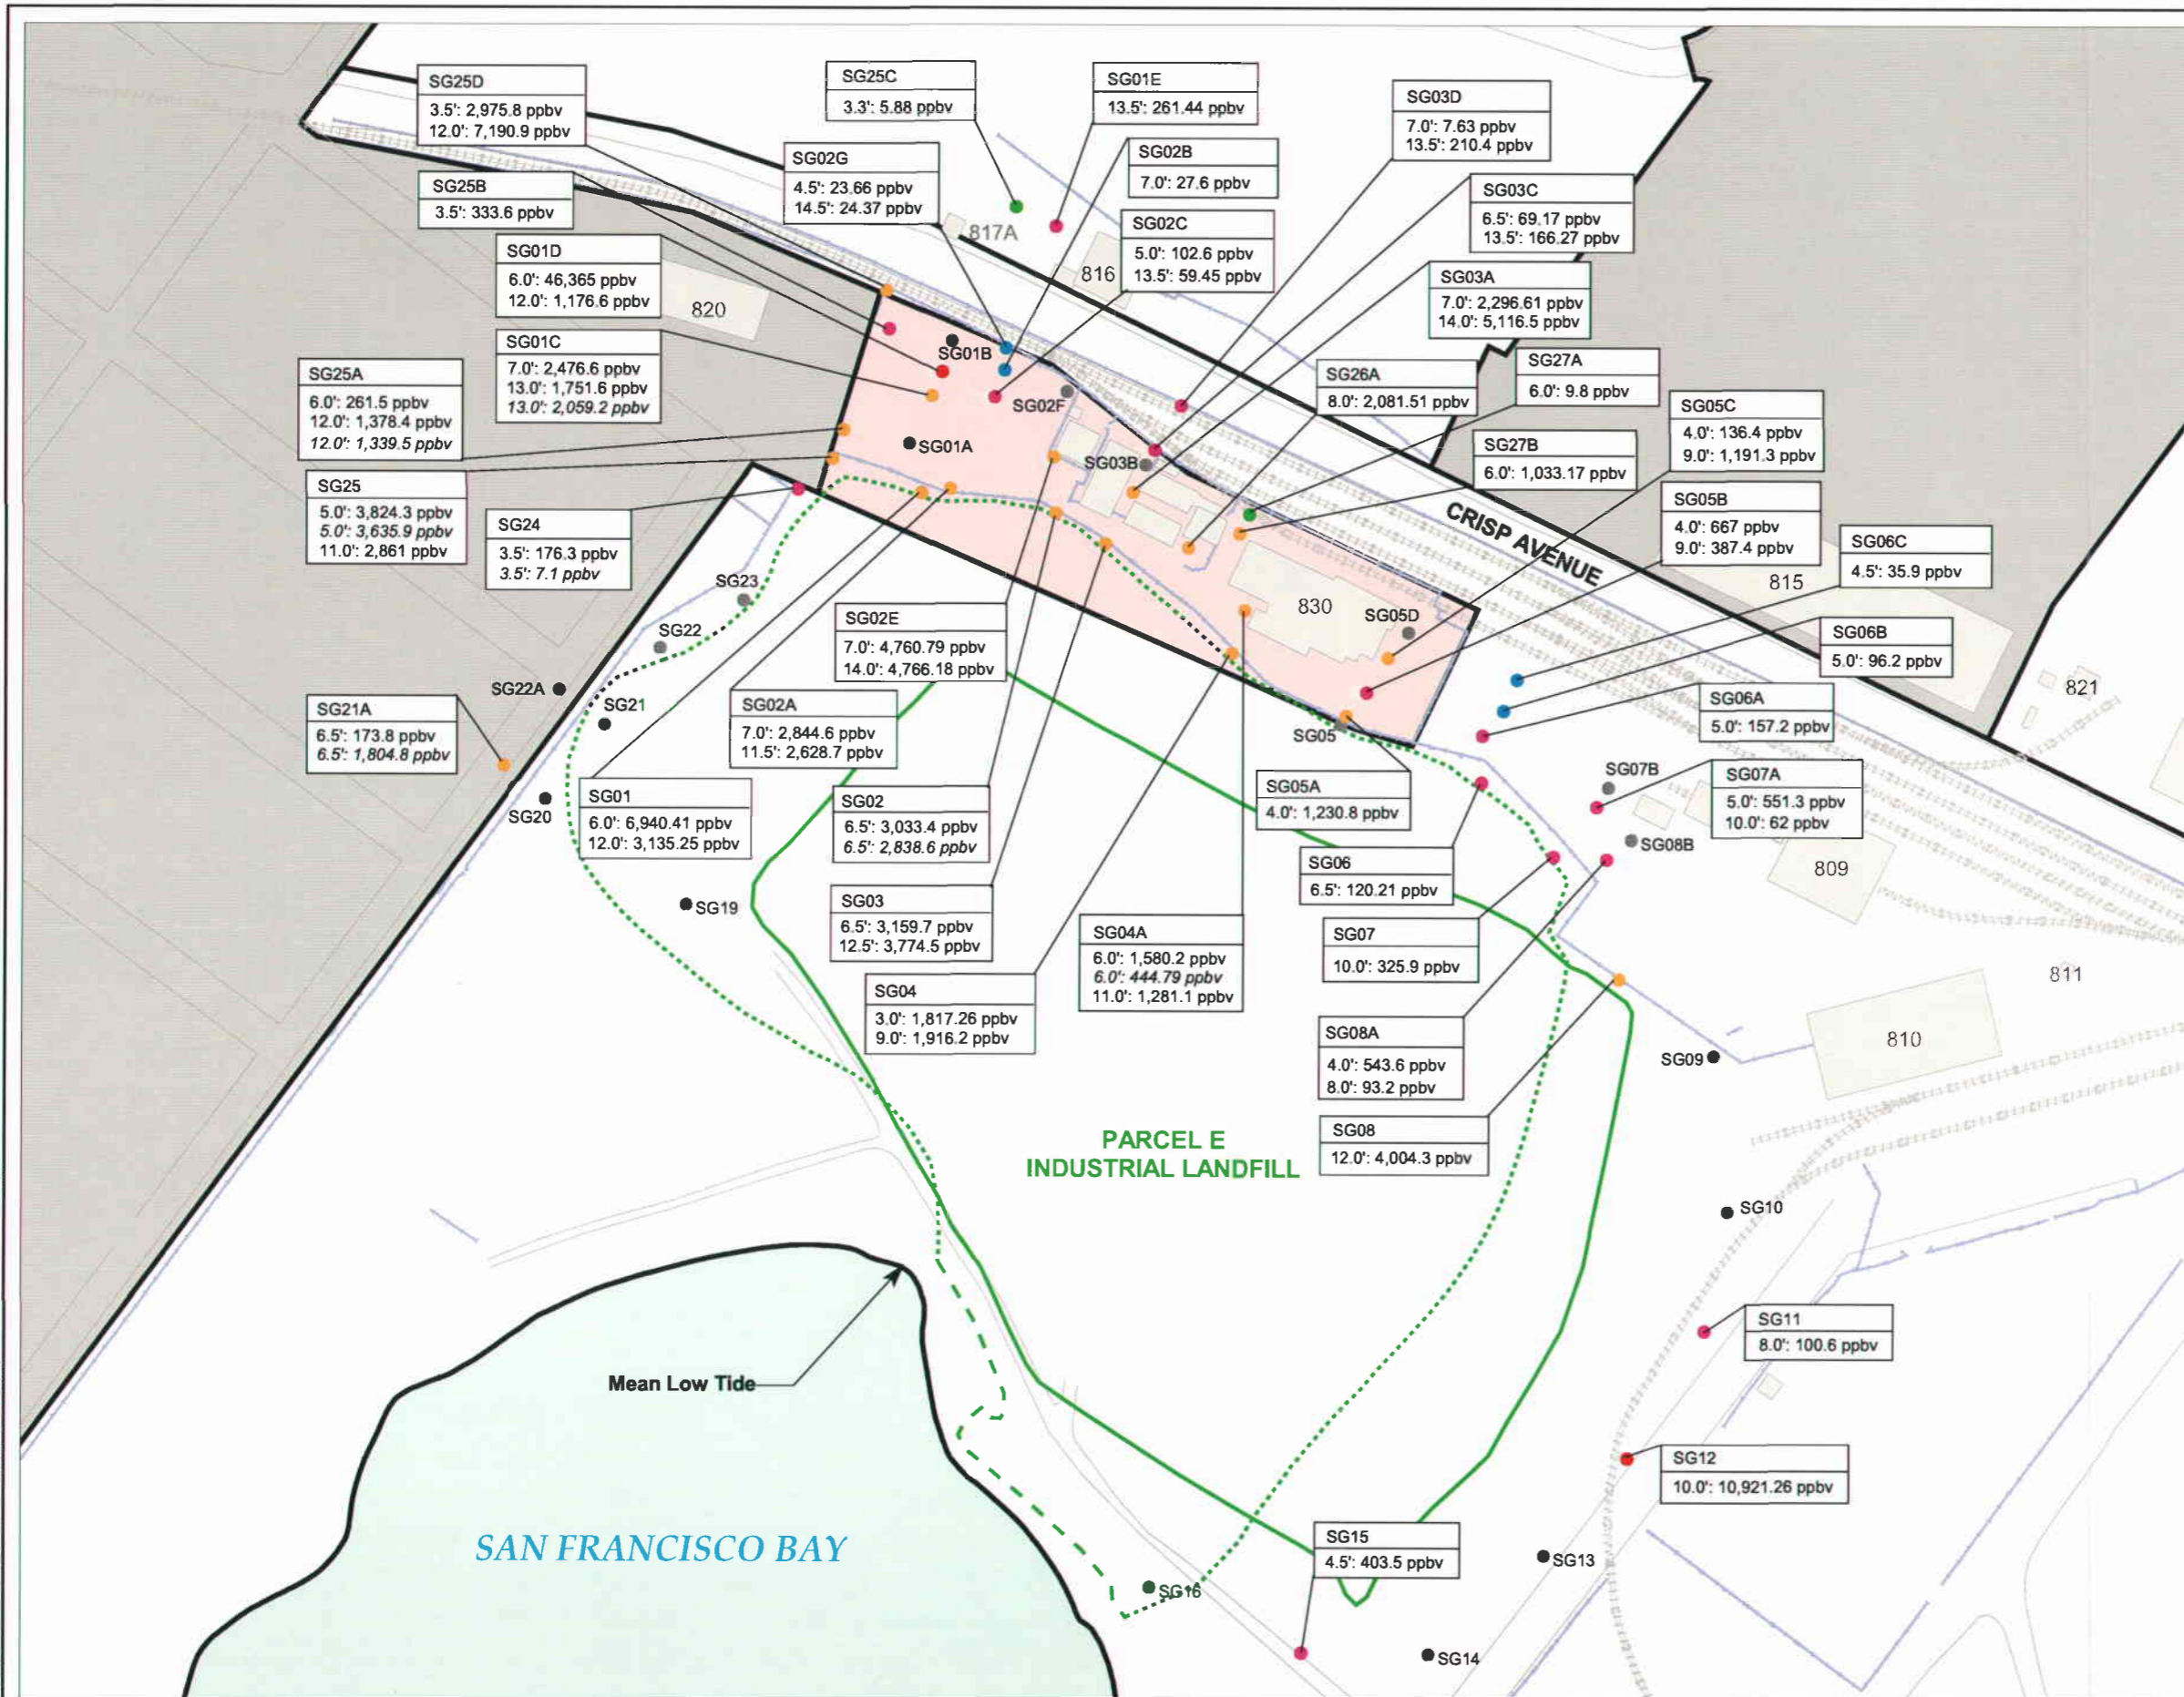 SG25D
3.5': 2,975.8 ppbv
12.0': 7,190.9 ppbv
SG25C
3.3': 5.88 ppbv
SG01E
13.5': 261.44 ppbv
SG03D
7.0': 7.63 ppbv
13.5': 210.4 ppbv
SG02G
4.5': 23.66 ppbv
14.5': 24.37 ppbv
SG02B
7.0': 27.6 ppbv
SG25B
3.5': 333.6 ppbv
SG03C
6.5': 69.17 ppbv
13.5': 166.27 ppbv
SG02C
5.0': 102.6 ppbv
13.5': 59.45 ppbv
817A
816
SG01D
6.0': 46,365 ppbv
12.0': 1,176.6 ppbv
820
SG03A
7.0': 2,296.61 ppbv
14.0': 5,116.5 ppbv
SG01C
7.0': 2,476.6 ppbv
13.0': 1,751.6 ppbv
13.0': 2,059.2 ppbv
SG01B
SG25A
6.0': 261.5 ppbv
12.0': 1,378.4 ppbv
12.0': 1,339.5 ppbv
SG26A
8.0': 2,081.51 ppbv
SG27A
6.0': 9.8 ppbv
SG02F
SG05C
4.0': 136.4 ppbv
9.0': 1,191.3 ppbv
SG01A
SG03B
SG27B
6.0': 1,033.17 ppbv
SG25
5.0': 3,824.3 ppbv
5.0': 3,635.9 ppbv
11.0': 2,861 ppbv
SG24
3.5': 176.3 ppbv
3.5': 7.1 ppbv
SG05B
4.0': 667 ppbv
9.0': 387.4 ppbv
CRISP AVENUE
SG06C
4.5': 35.9 ppbv
815
SG23
SG22
SG02E
7.0': 4,760.79 ppbv
14.0': 4,766.18 ppbv
830
SG05D
SG06B
5.0': 96.2 ppbv
SG22A
SG21
821
SG21A
6.5': 173.8 ppbv
6.5': 1,804.8 ppbv
SG02A
7.0': 2,844.6 ppbv
11.5': 2,628.7 ppbv
SG06A
5.0': 157.2 ppbv
SG05
SG07B
SG07A
5.0': 551.3 ppbv
10.0': 62 ppbv
SG20
SG01
6.0': 6,940.41 ppbv
12.0': 3,135.25 ppbv
SG02
6.5': 3,033.4 ppbv
6.5': 2,838.6 ppbv
SG05A
4.0': 1,230.8 ppbv
SG08B
809
SG06
6.5': 120.21 ppbv
SG19
SG03
6.5': 3,159.7 ppbv
12.5': 3,774.5 ppbv
SG04A
6.0': 1,580.2 ppbv
6.0': 444.79 ppbv
11.0': 1,281.1 ppbv
SG07
10.0': 325.9 ppbv
SG04
3.0': 1,817.26 ppbv
9.0': 1,916.2 ppbv
811
SG08A
4.0': 543.6 ppbv
8.0': 93.2 ppbv
810
SG09
SG08
12.0': 4,004.3 ppbv
PARCEL E
INDUSTRIAL LANDFILL
SG10
SG11
8.0': 100.6 ppbv
Mean Low Tide
SG12
10.0': 10,921.26 ppbv
SAN FRANCISCO BAY
SG15
4.5': 403.5 ppbv
SG13
SG16
SG14